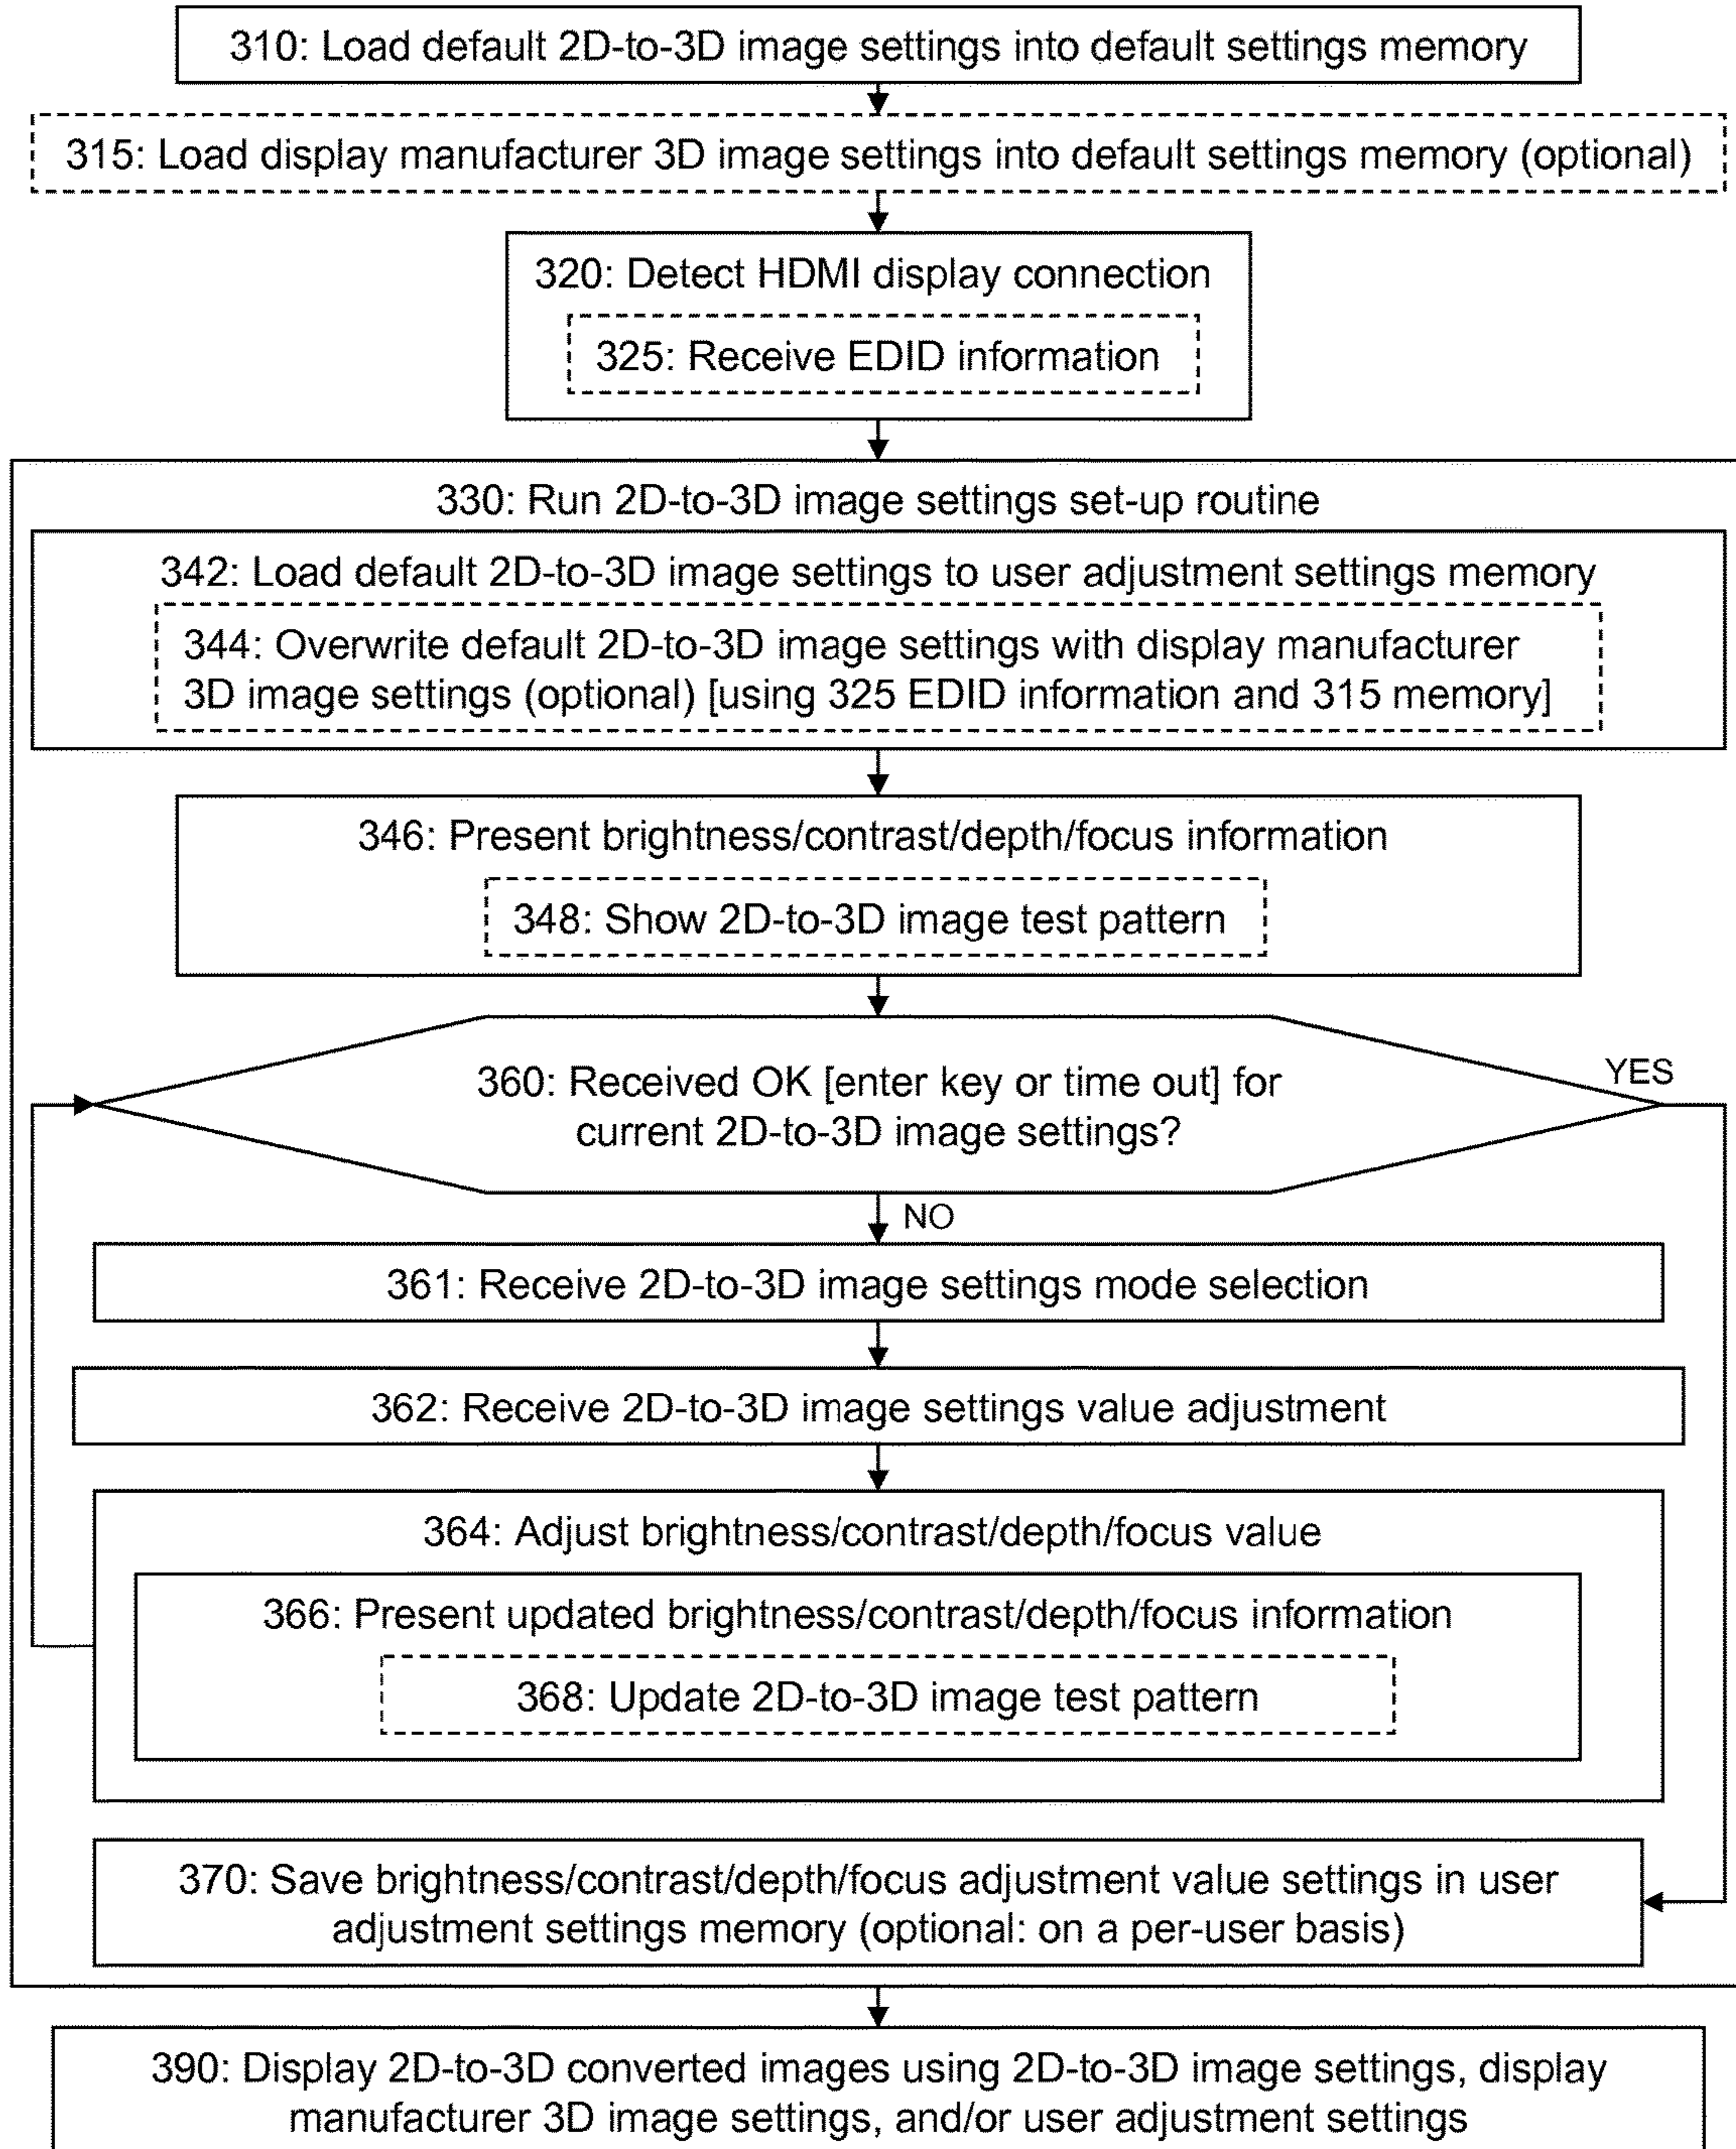 310: Load default 2D-to-3D image settings into default settings memory
315: Load display manufacturer 3D image settings into default settings memory (optional)
320: Detect HDMI display connection
325: Receive EDID information
330: Run 2D-to-3D image settings set-up routine
342: Load default 2D-to-3D image settings to user adjustment settings memory
344: Overwrite default 2D-to-3D image settings with display manufacturer
3D image settings (optional) [using 325 EDID information and 315 memory]
346: Present brightness/contrast/depth/focus information
348: Show 2D-to-3D image test pattern
360: Received OK [enter key or time out] for
current 2D-to-3D image settings?
YES
NO
361: Receive 2D-to-3D image settings mode selection
362: Receive 2D-to-3D image settings value adjustment
364: Adjust brightness/contrast/depth/focus value
366: Present updated brightness/contrast/depth/focus information
368: Update 2D-to-3D image test pattern
370: Save brightness/contrast/depth/focus adjustment value settings in user
adjustment settings memory (optional: on a per-user basis)
390: Display 2D-to-3D converted images using 2D-to-3D image settings, display
manufacturer 3D image settings, and/or user adjustment settings